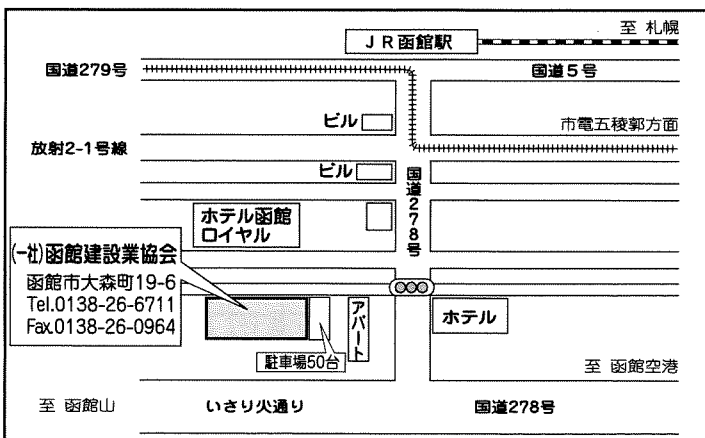 至 札幌
JR函館駅
国道279号
国道5号
ビル
市電五稜郭方面
放射2-1号線
ビル
国道278号
ホテル函館
ロイヤル
(一社)函館建設業協会
函館市大森町19-6
Tel.0138-26-6711
Fax.0138-26-0964
アパート
ホテル
駐車場50台
至 函館空港
至 函館山
いさり火通り
国道278号